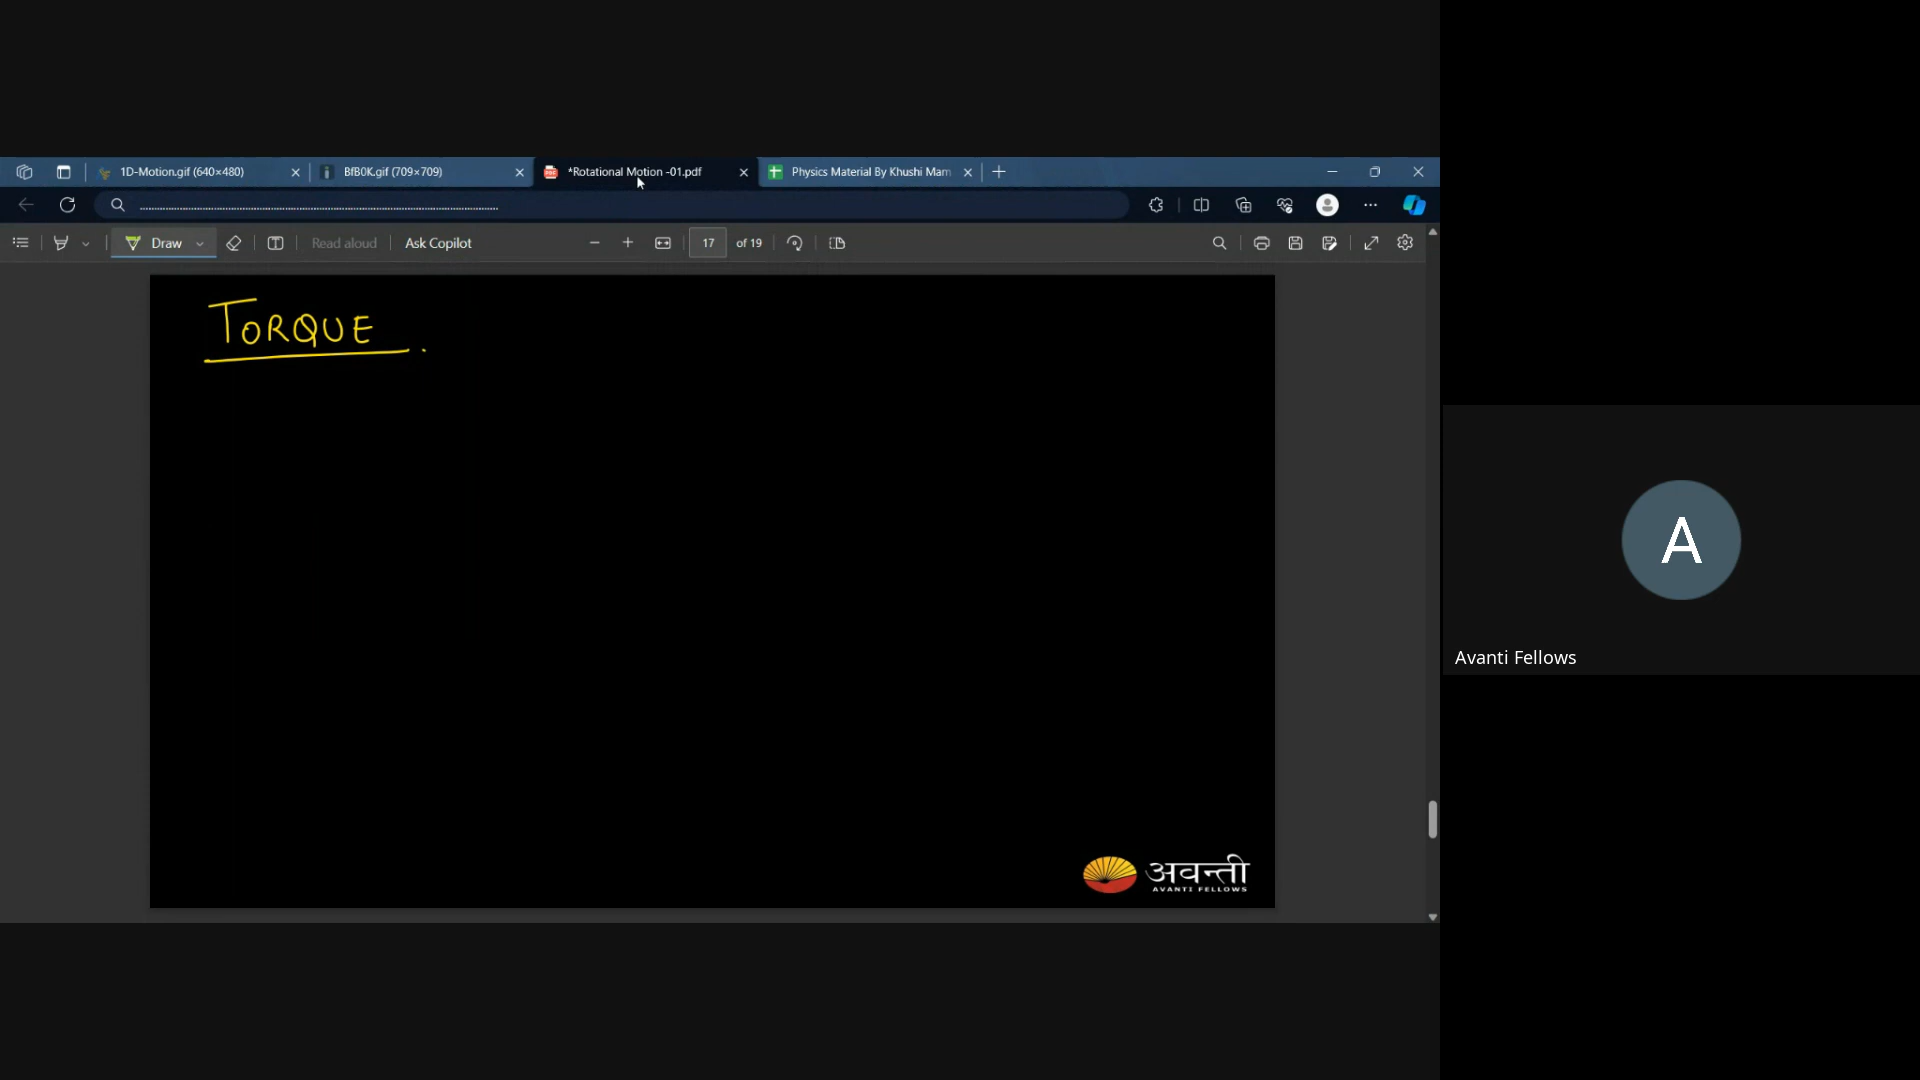 1D-Motion.gif (640×480)
BfB0K.gif (709×709)
*Rotational Motion -01.pdf
Physics Material By Khushi Mam
Draw
Read aloud
Ask Copilot
17
of 19
TORQUE
अवन्ती
AVANTI FELLOWS
A
Avanti Fellows